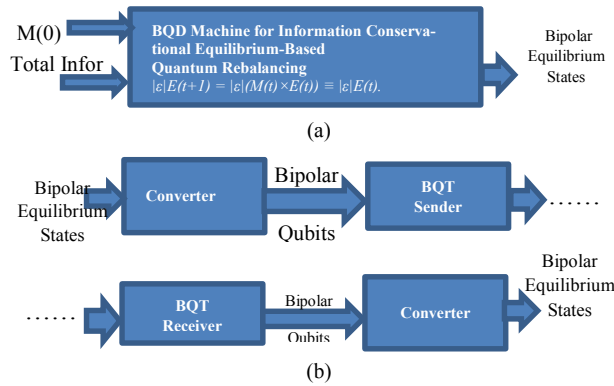 M(0)
Total Infor
BQD Machine for Information Conserva-
tional Equilibrium-Based
Quantum Rebalancing
|ε|E(t+1) = |ε|(M(t)×E(t)) ≡ |ε|E(t).
Bipolar
Equilibrium
States
(a)
Bipolar
Equilibrium
States
Converter
Bipolar
Qubits
BQT
Sender
......
......
BQT
Receiver
Bipolar
Qubits
Converter
Bipolar
Equilibrium
States
(b)